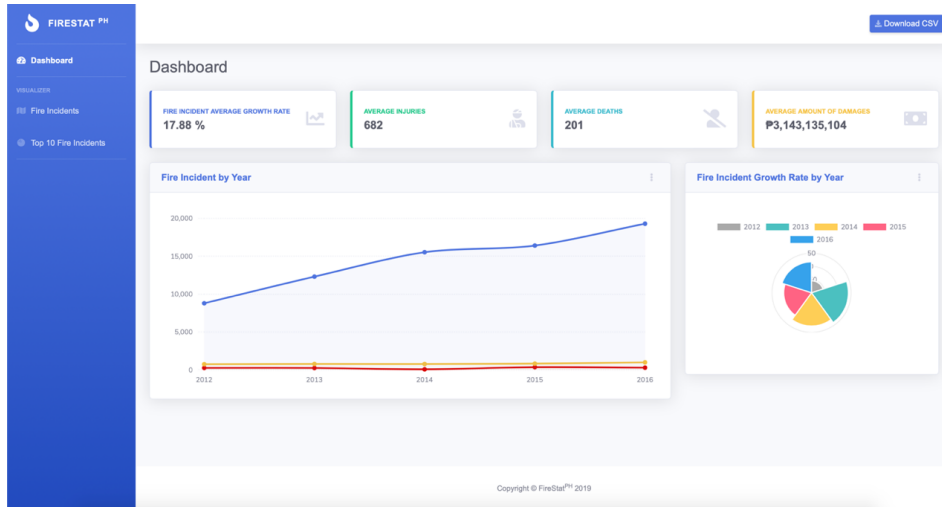 FIRESTAT PH
Download CSV
Dashboard
VISUALIZER
Fire Incidents
Top 10 Fire Incidents
Dashboard
FIRE INCIDENT AVERAGE GROWTH RATE
17.88 %
AVERAGE INJURIES
682
AVERAGE DEATHS
201
AVERAGE AMOUNT OF DAMAGES
₱3,143,135,104
Fire Incident by Year
20,000
15,000
10,000
5,000
0
2012 2013 2014 2015 2016
Fire Incident Growth Rate by Year
2012 2013 2014 2015
2016
50
Copyright © FireStatPH 2019